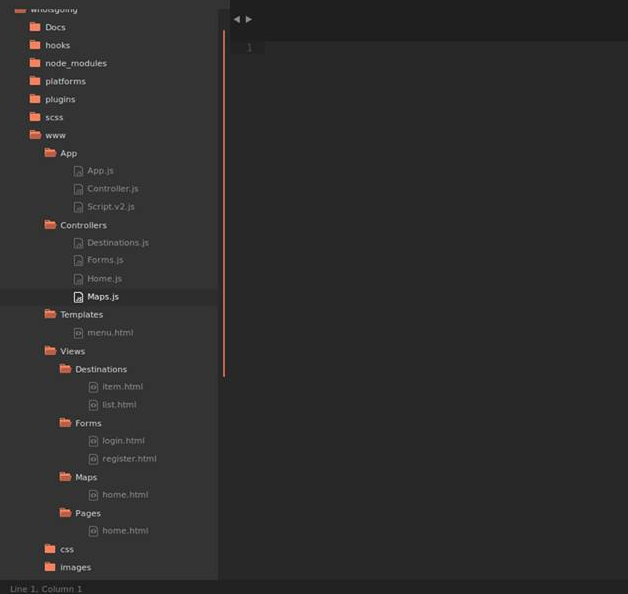 whoisgoing
Docs
hooks
node_modules
platforms
plugins
scss
www
App
App.js
Controller.js
Script.v2.js
Controllers
Destinations.js
Forms.js
Home.js
Maps.js
Templates
menu.html
Views
Destinations
item.html
list.html
Forms
login.html
register.html
Maps
home.html
Pages
home.html
css
images
1
Line 1, Column 1